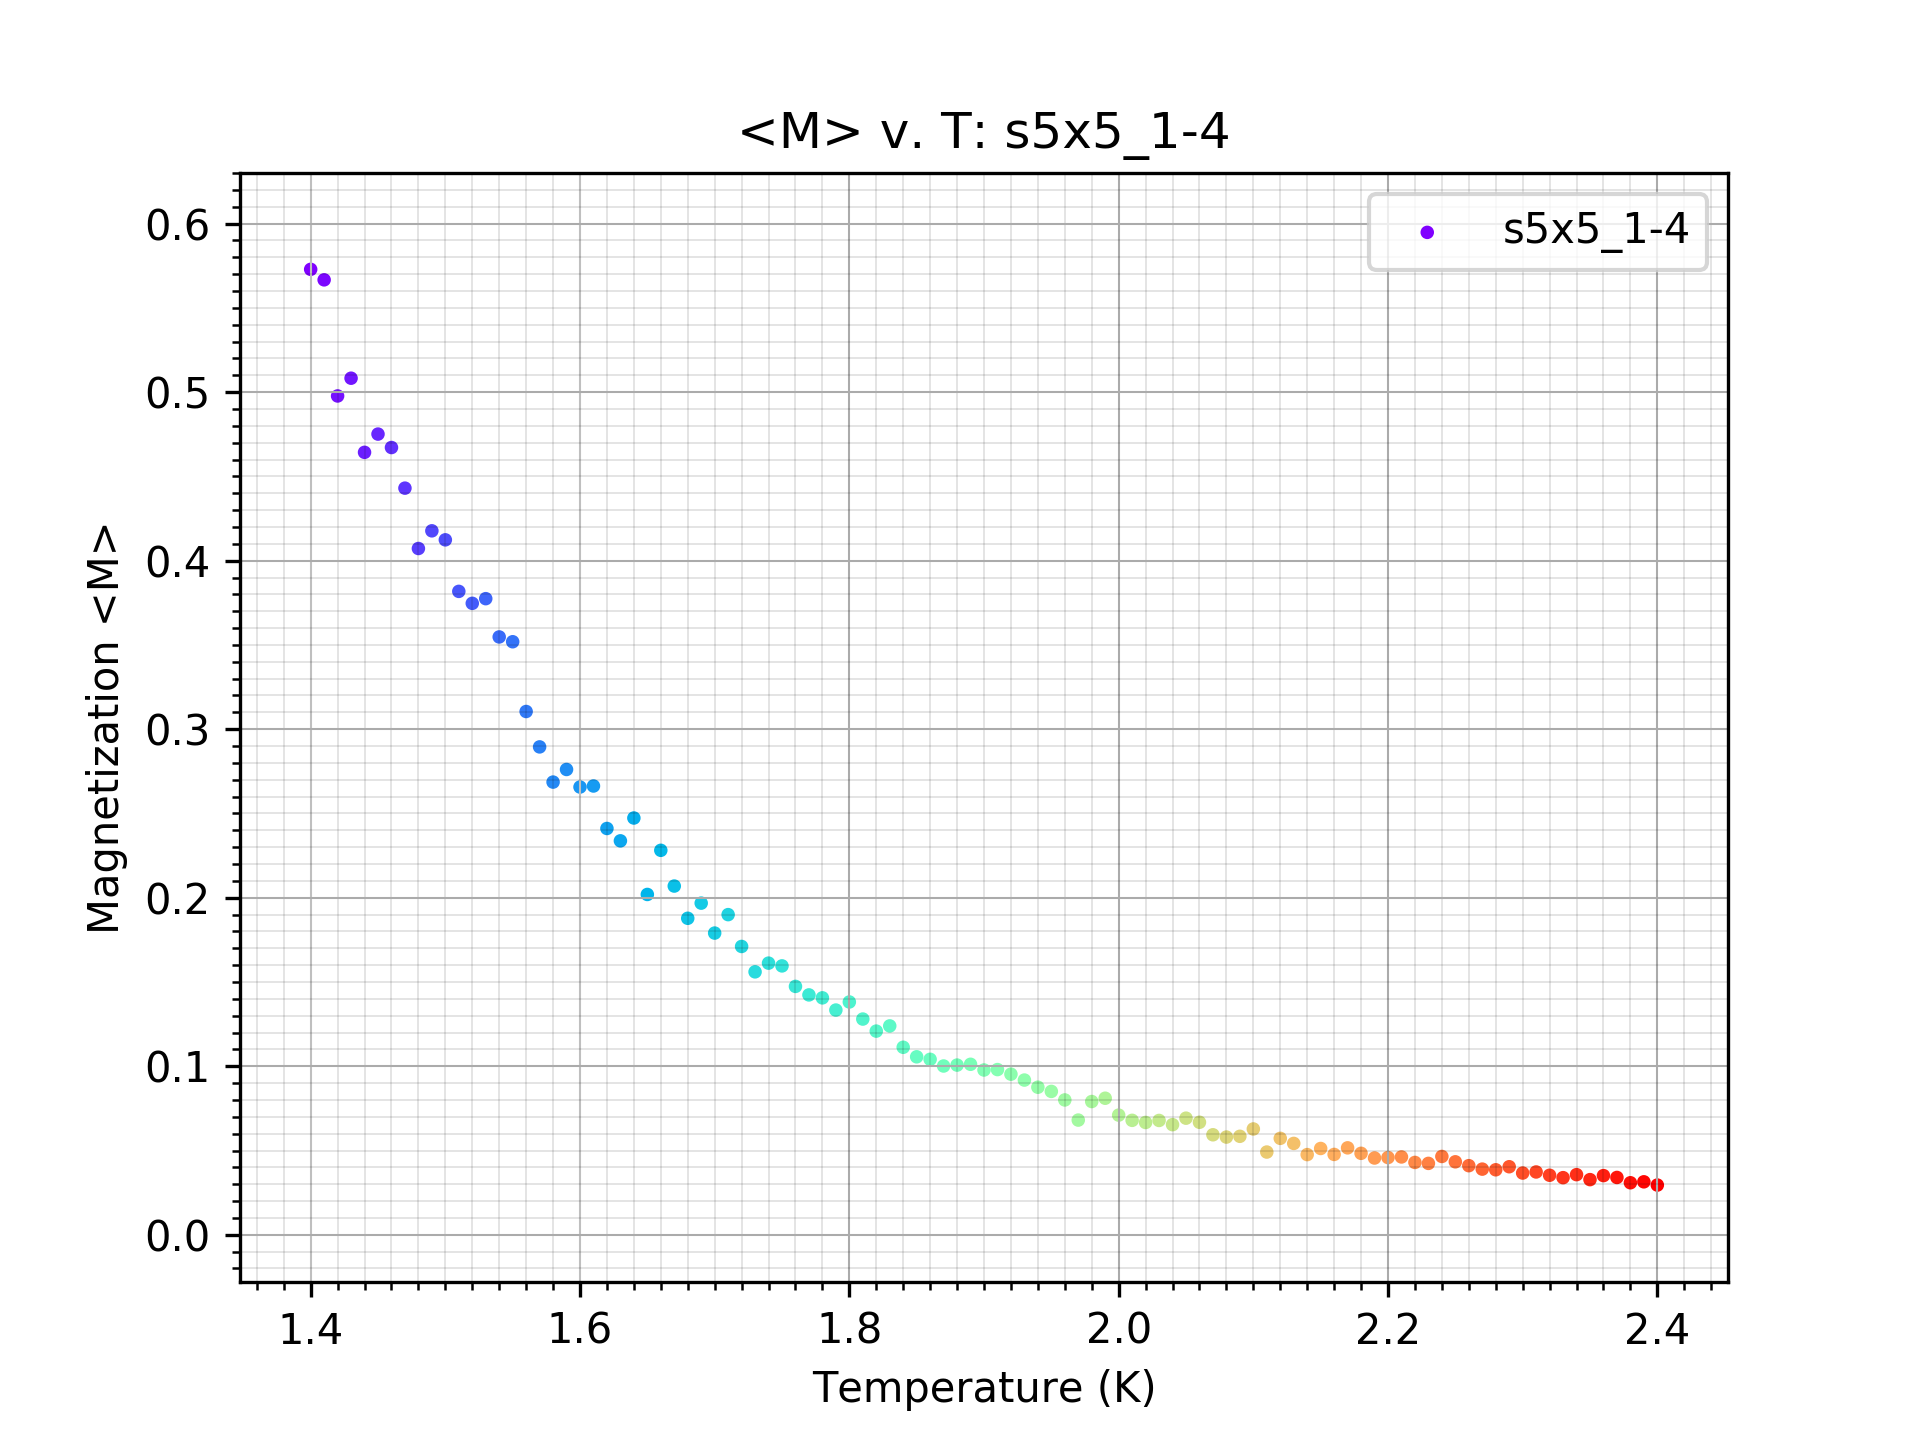 <M> v. T: s5x5_1-4
s5x5_1-4
0.6
0.5
0.4
0.3
0.2
0.1
0.0
Magnetization <M>
1.4 1.6 1.8 2.0 2.2 2.4
Temperature (K)